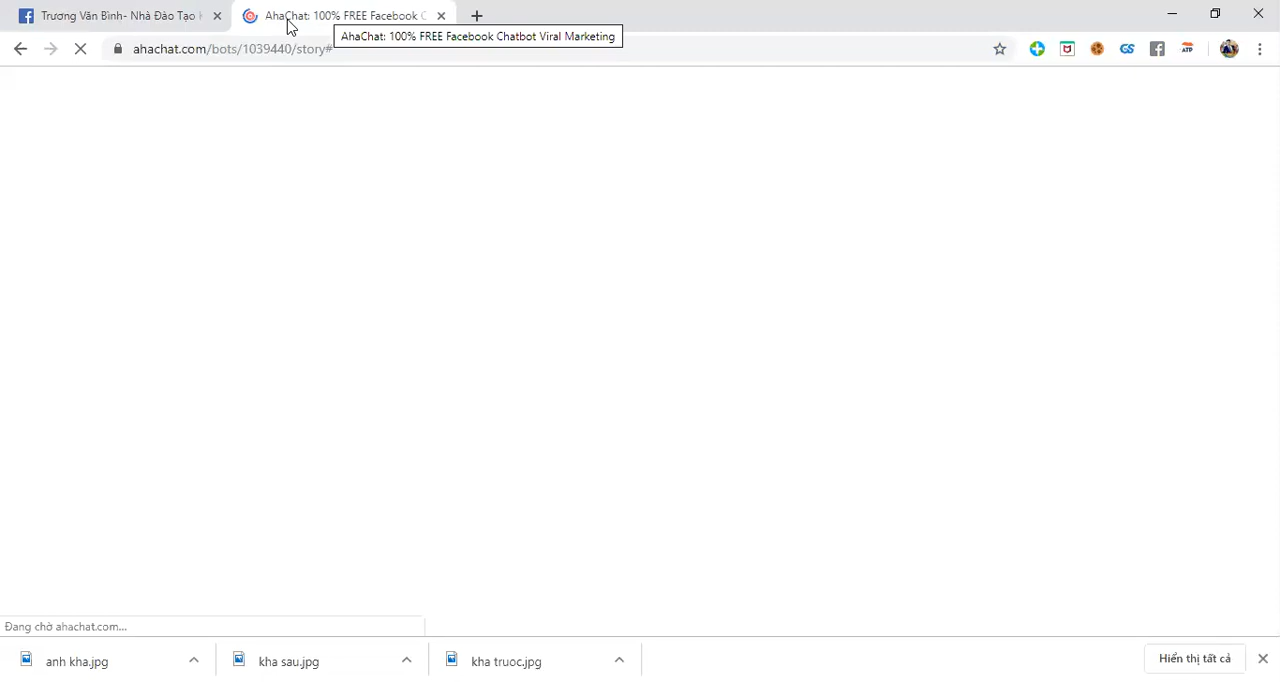 Trương Văn Bình- Nhà Đào Tạo
AhaChat: 100% FREE Facebook
AhaChat: 100% FREE Facebook Chatbot Viral Marketing
ahachat.com/bots/1039440/story#
GS
ATP
Đang chờ ahachat.com...
anh kha.jpg
kha sau.jpg
kha truoc.jpg
Hiển thị tất cả